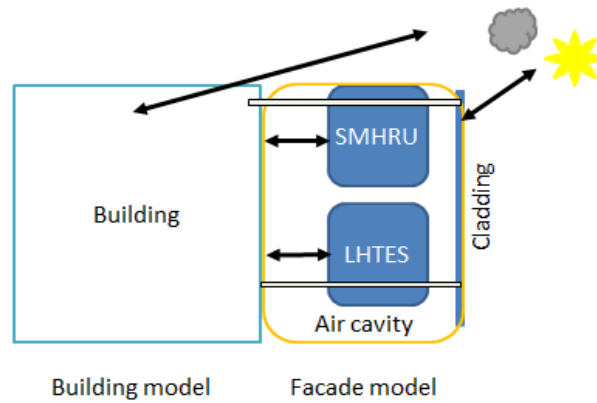 SMHRU
Building
LHTES
Cladding
Air cavity
Building model
Facade model